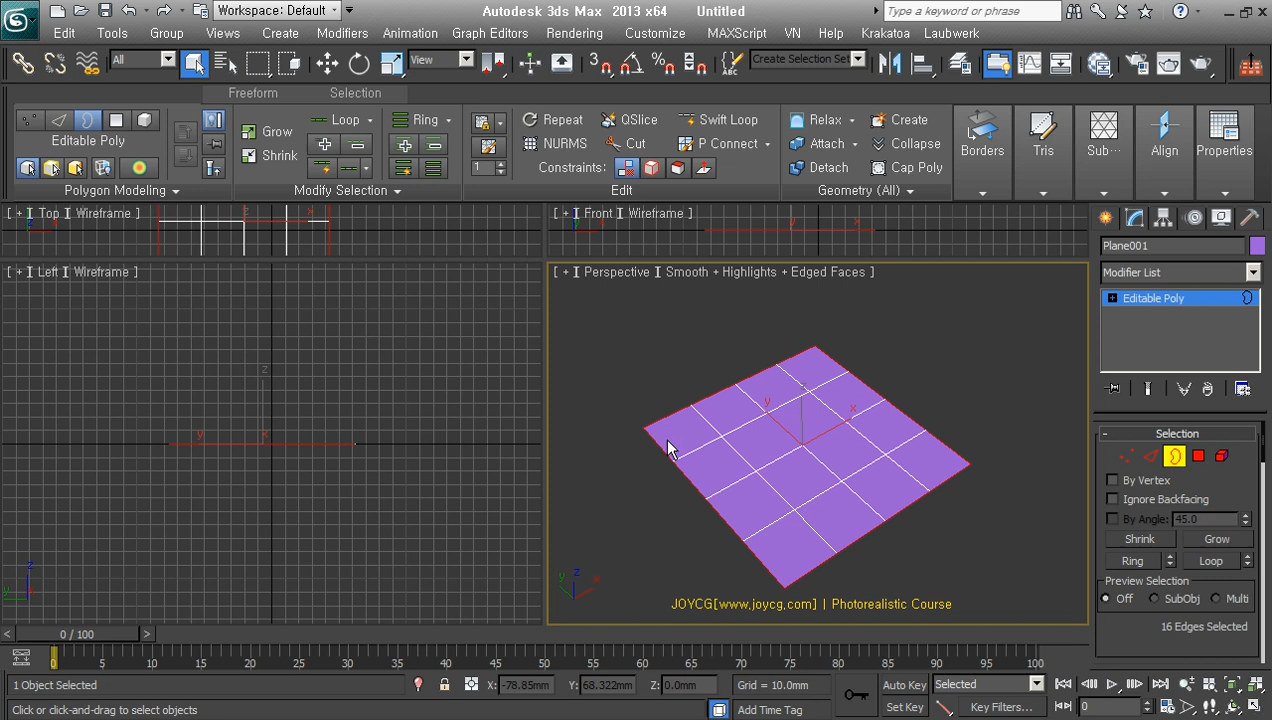 Workspace: Default
Autodesk 3ds Max 2013 x64 Untitled
Type a keyword or phrase
Edit Tools Group Views Create Modifiers Animation Graph Editors Rendering Customize MAXScript VN Help Krakatoa Laubwerk
All
View
Create Selection Set
Freeform Selection
Editable Poly
Grow
Shrink
Loop
Ring
Repeat QSlice Swift Loop
NURMS Cut P Connect
Constraints:
1
Relax Create
Attach Collapse
Detach Cap Poly
Borders
Tris
Sub...
Align
Properties
Polygon Modeling
Modify Selection
Edit
Geometry (All)
[ + ] Top ] Wireframe ]
[ + ] Front ] Wireframe ]
[ + ] Left ] Wireframe ]
[ + ] Perspective ] Smooth + Highlights + Edged Faces ]
JOYCG[www.joycg.com] | Photorealistic Course
Plane001
Modifier List
Editable Poly
Selection
By Vertex
Ignore Backfacing
By Angle: 45.0
Shrink Grow
Ring Loop
Preview Selection
Off SubObj Multi
16 Edges Selected
0 / 100
0 5 10 15 20 25 30 35 40 45 50 55 60 65 70 75 80 85 90 95 100
1 Object Selected
X: -78.85mm Y: 68.322mm Z: 0.0mm
Grid = 10.0mm
Auto Key Selected
Click or click-and-drag to select objects
Add Time Tag
Set Key Key Filters...
0